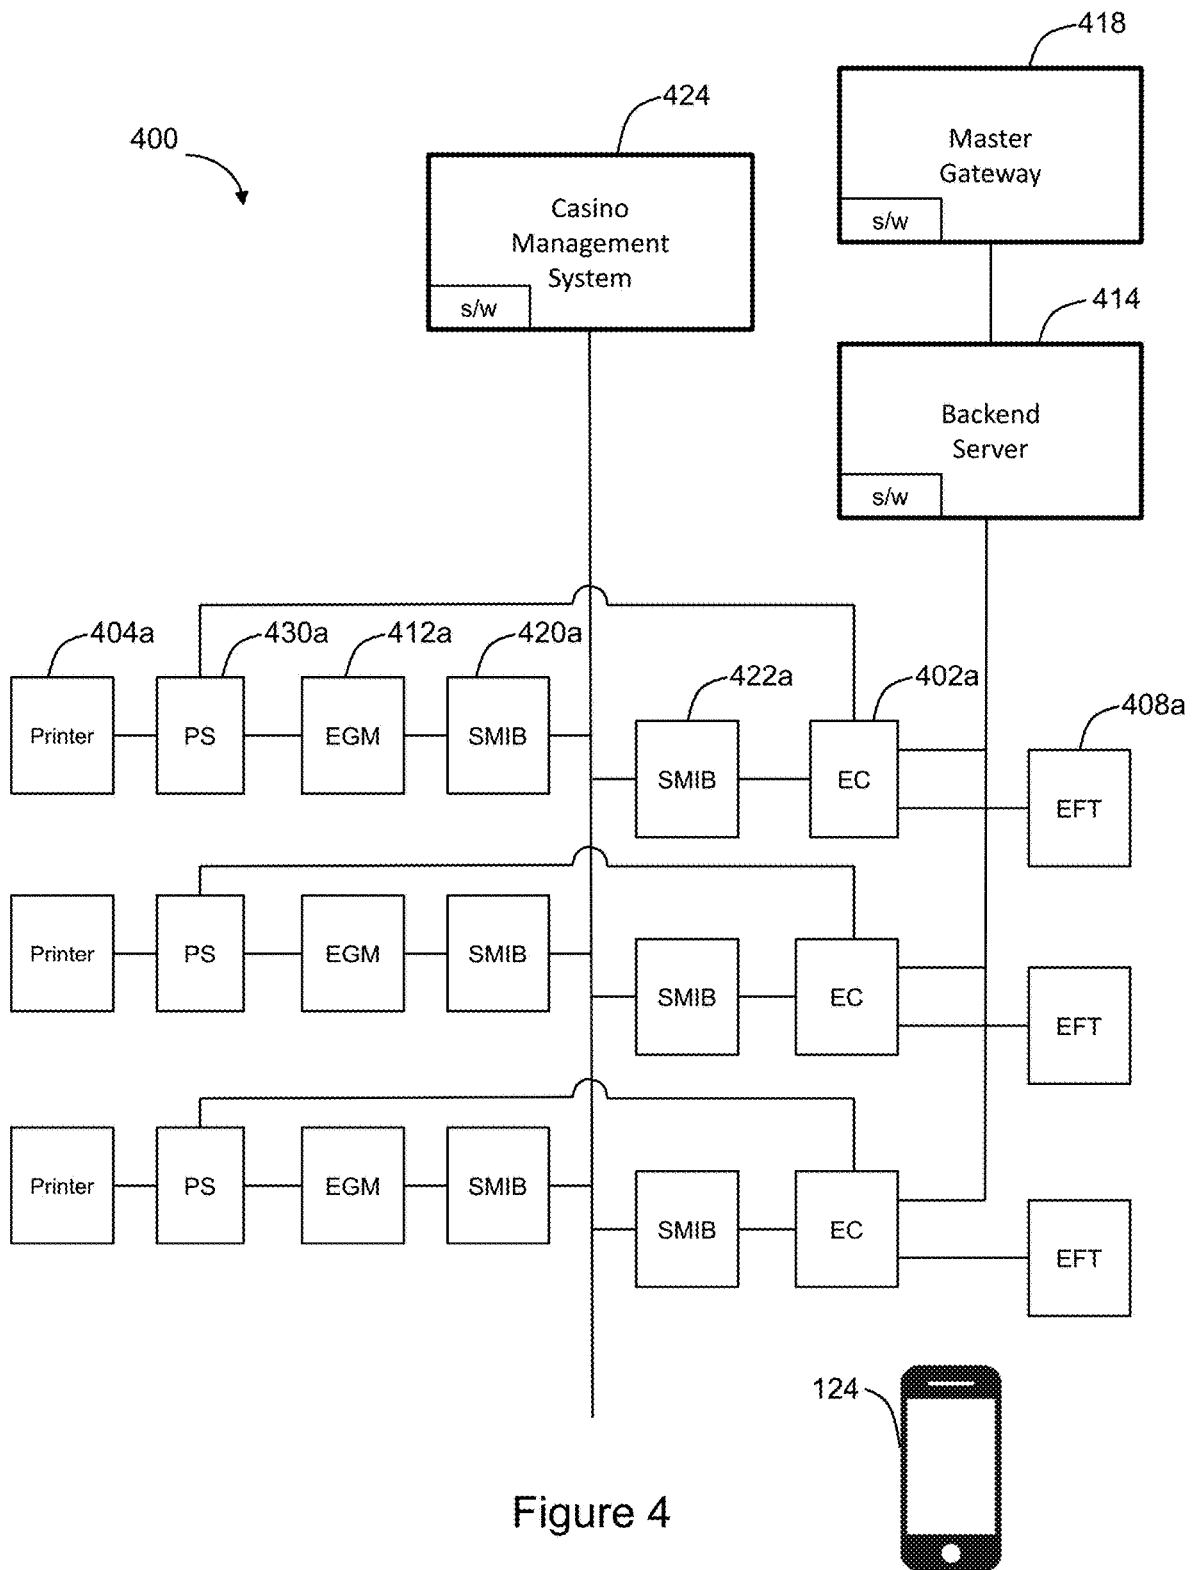 418
424
400
Master
Gateway
s/w
Casino
Management
System
s/w
414
Backend
Server
s/w
404a 430a 412a 420a
422a 402a 408a
Printer PS EGM SMIB
SMIB EC EFT
Printer PS EGM SMIB
SMIB EC EFT
Printer PS EGM SMIB
SMIB EC EFT
124
Figure 4